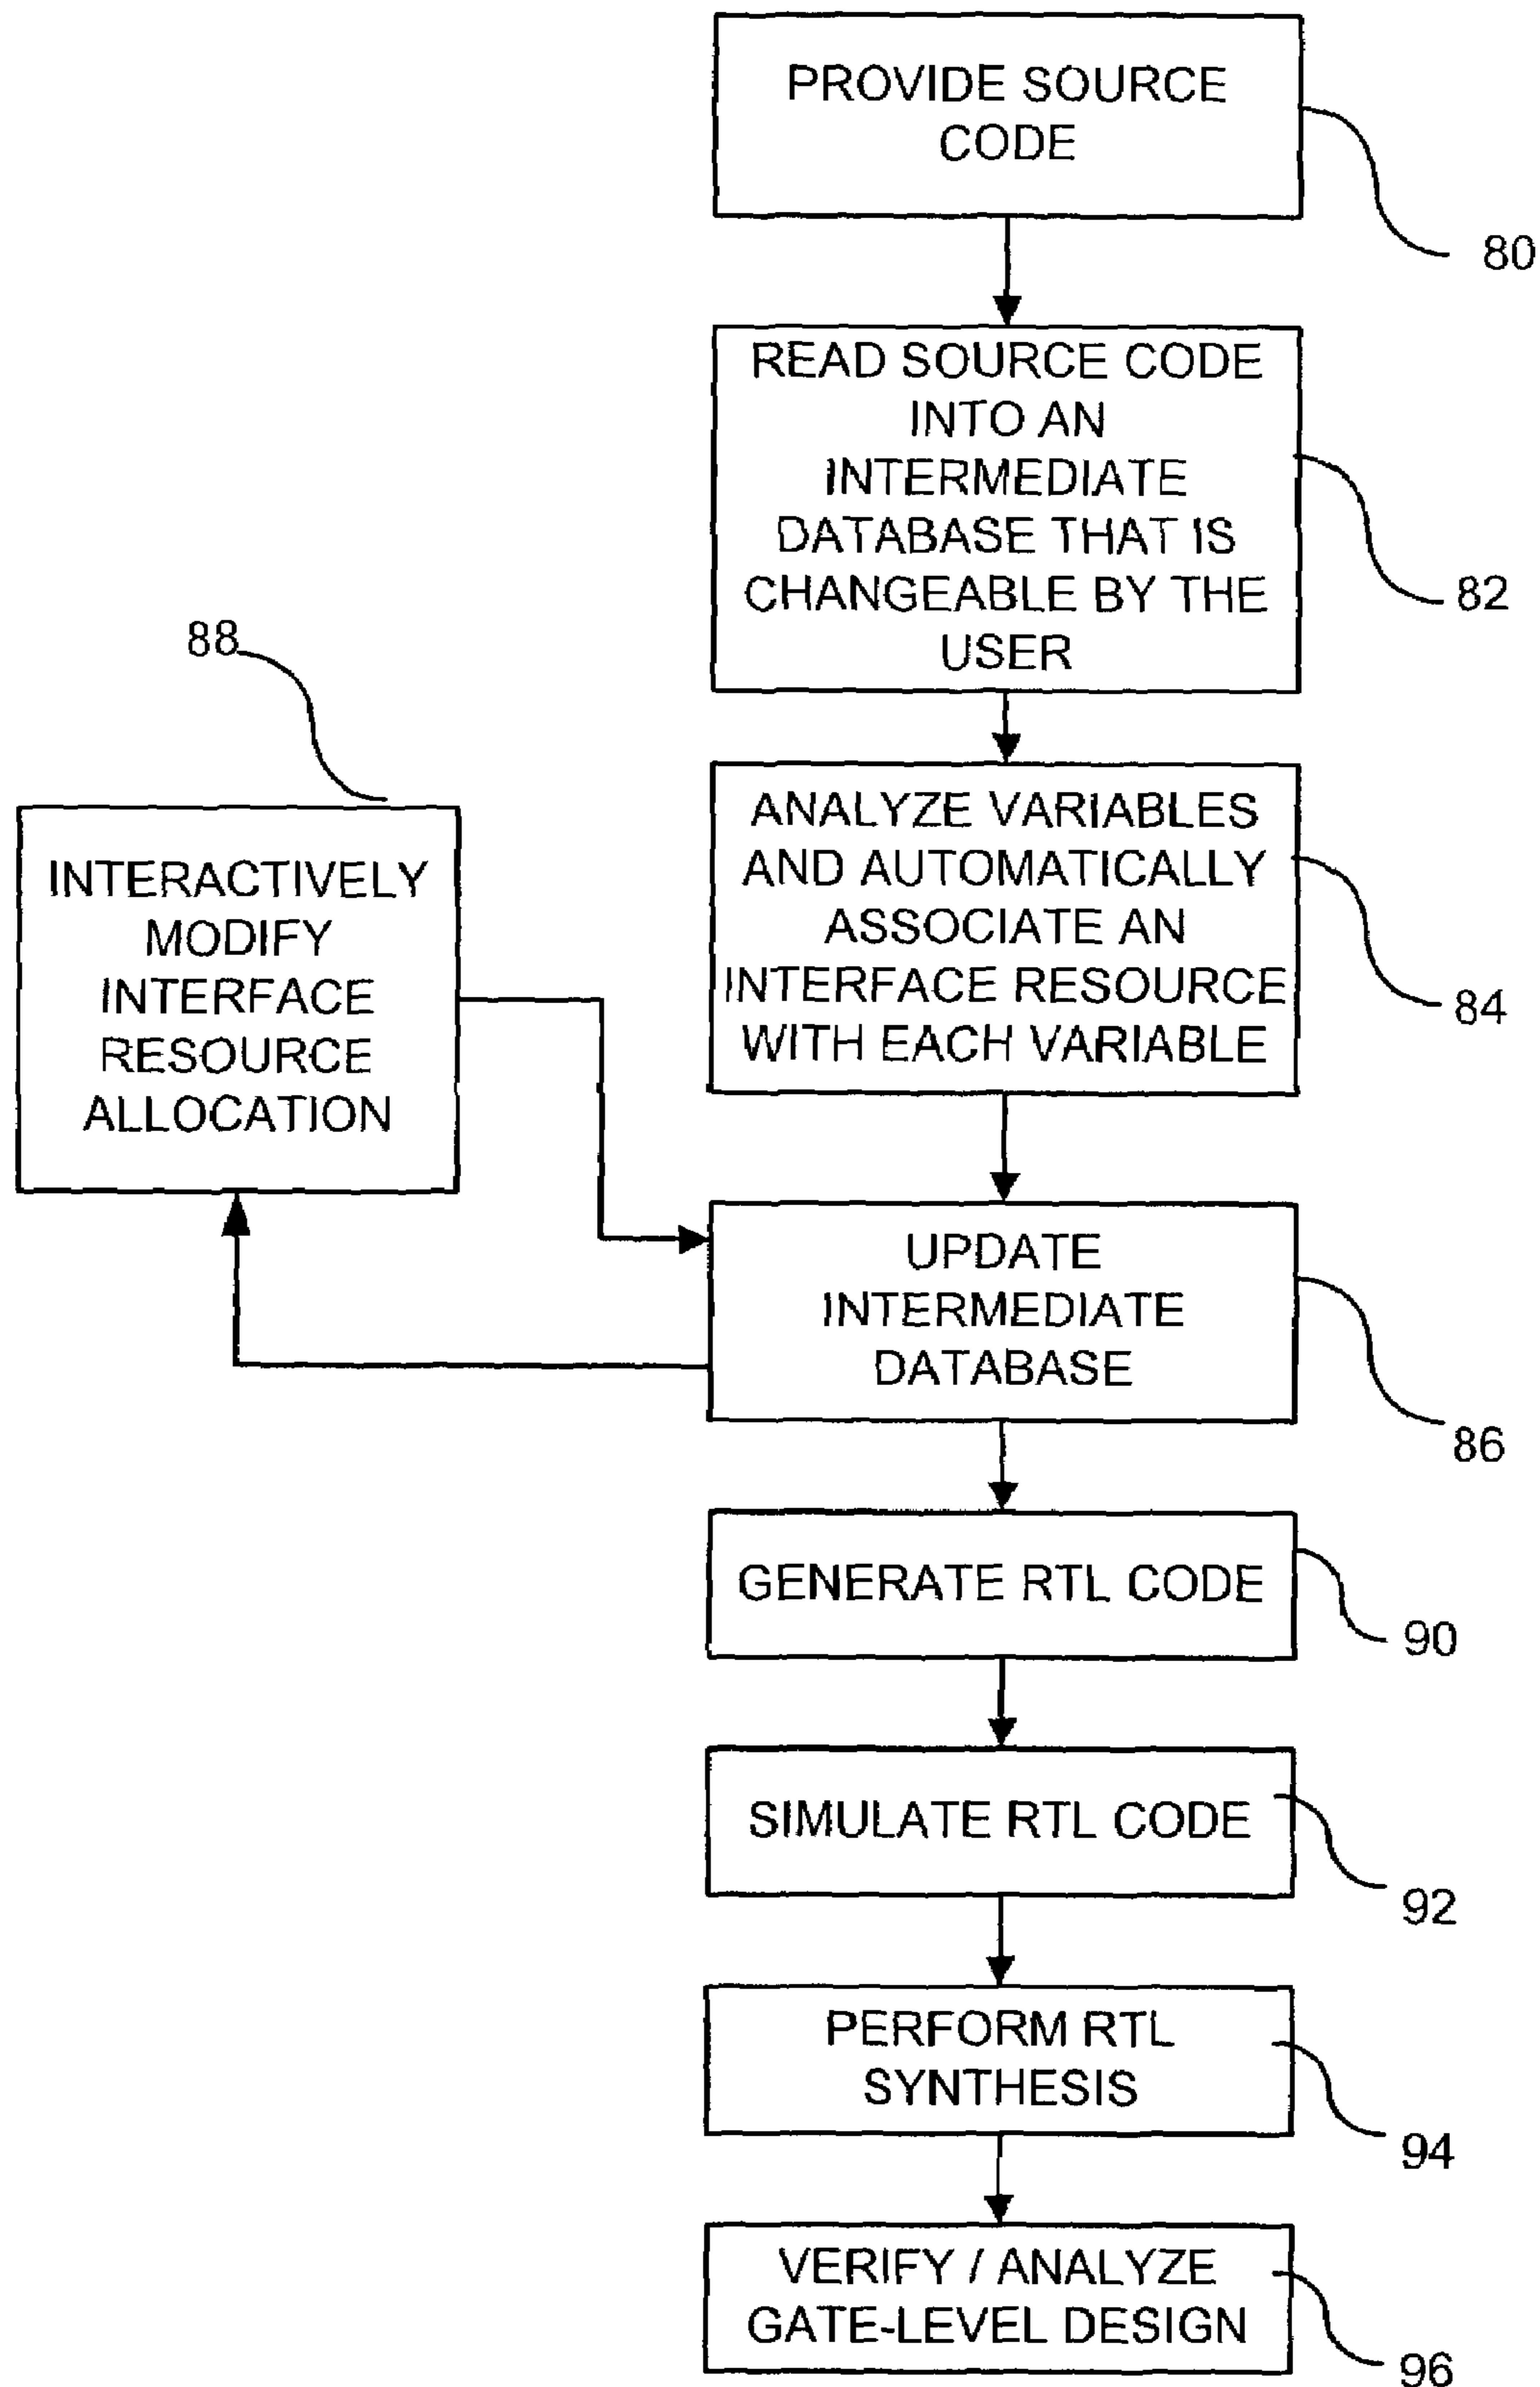 PROVIDE SOURCE
CODE
80
READ SOURCE CODE
INTO AN
INTERMEDIATE
DATABASE THAT IS
CHANGEABLE BY THE
USER
82
88
INTERACTIVELY
MODIFY
INTERFACE
RESOURCE
ALLOCATION
ANALYZE VARIABLES
AND AUTOMATICALLY
ASSOCIATE AN
INTERFACE RESOURCE
WITH EACH VARIABLE
84
UPDATE
INTERMEDIATE
DATABASE
86
GENERATE RTL CODE
90
SIMULATE RTL CODE
92
PERFORM RTL
SYNTHESIS
94
VERIFY / ANALYZE
GATE-LEVEL DESIGN
96